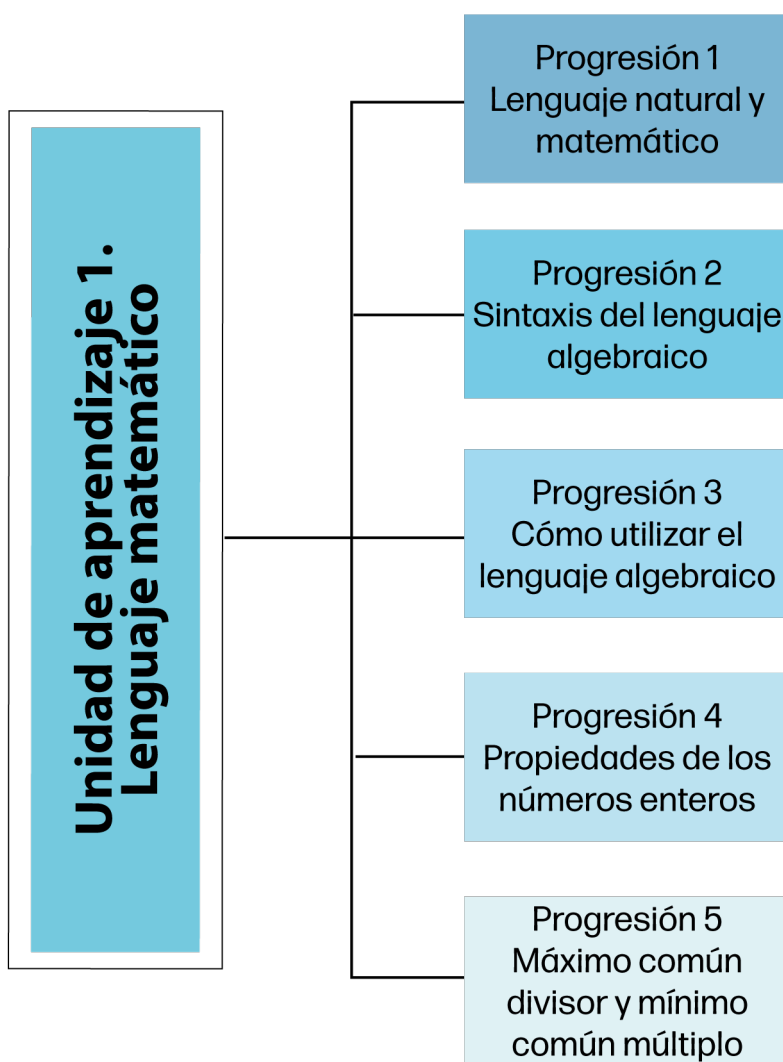 Unidad de aprendizaje 1.
Lenguaje matemático
Progresión 1
Lenguaje natural y
matemático
Progresión 2
Sintaxis del lenguaje
algebraico
Progresión 3
Cómo utilizar el
lenguaje algebraico
Progresión 4
Propiedades de los
números enteros
Progresión 5
Máximo común
divisor y mínimo
común múltiplo